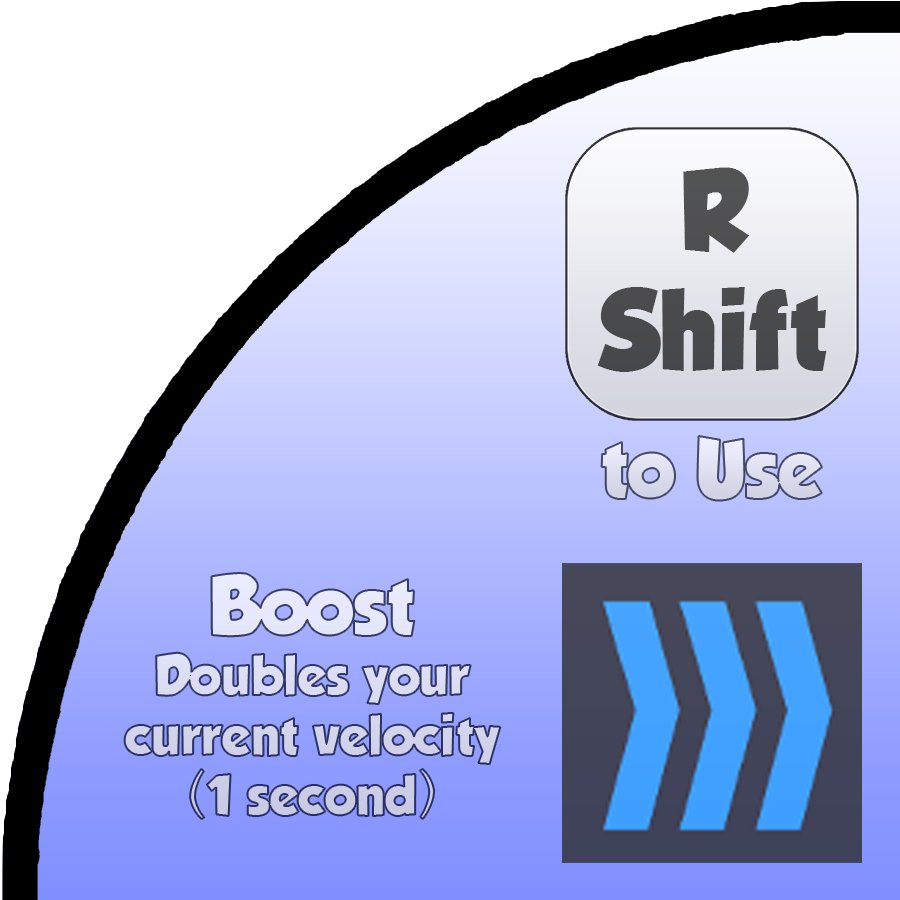 R
Shift
to Use
Boost
Doubles your
current velocity
(1 second)